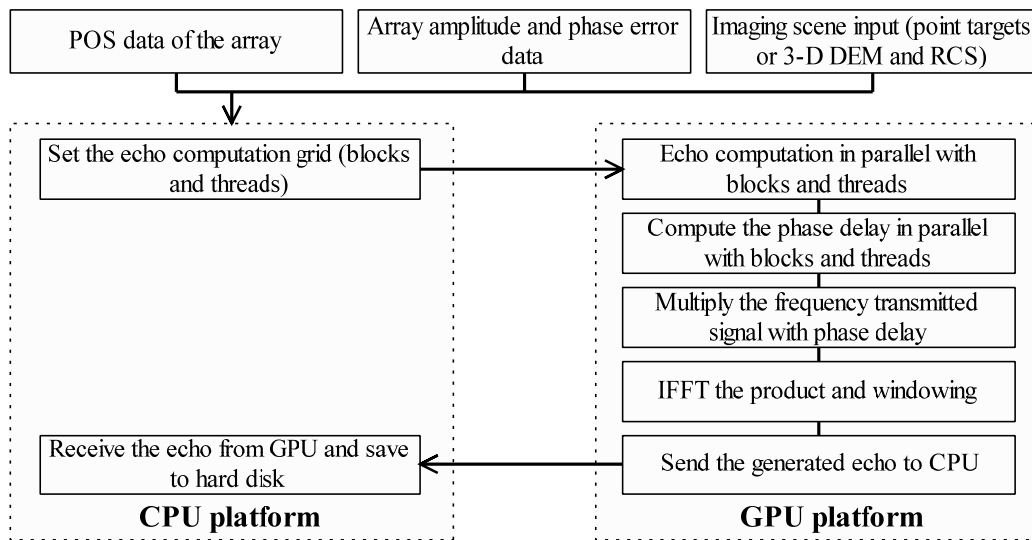 POS data of the array
Array amplitude and phase error
data
Imaging scene input (point targets
or 3-D DEM and RCS)
Set the echo computation grid (blocks
and threads)
Echo computation in parallel with
blocks and threads
Compute the phase delay in parallel
with blocks and threads
Multiply the frequency transmitted
signal with phase delay
IFFT the product and windowing
Receive the echo from GPU and save
to hard disk
Send the generated echo to CPU
CPU platform
GPU platform